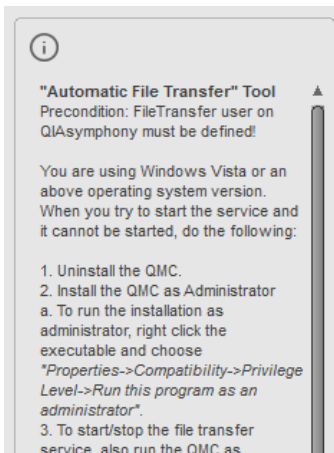 "Automatic File Transfer" Tool
Precondition: FileTransfer user on
QIAsymphony must be defined!
You are using Windows Vista or an
above operating system version.
When you try to start the service and
it cannot be started, do the following:
1. Uninstall the QMC.
2. Install the QMC as Administrator
a. To run the installation as
administrator, right click the
executable and choose
"Properties->Compatibility->Privilege
Level->Run this program as an
administrator".
3. To start/stop the file transfer
service, also run the QMC as